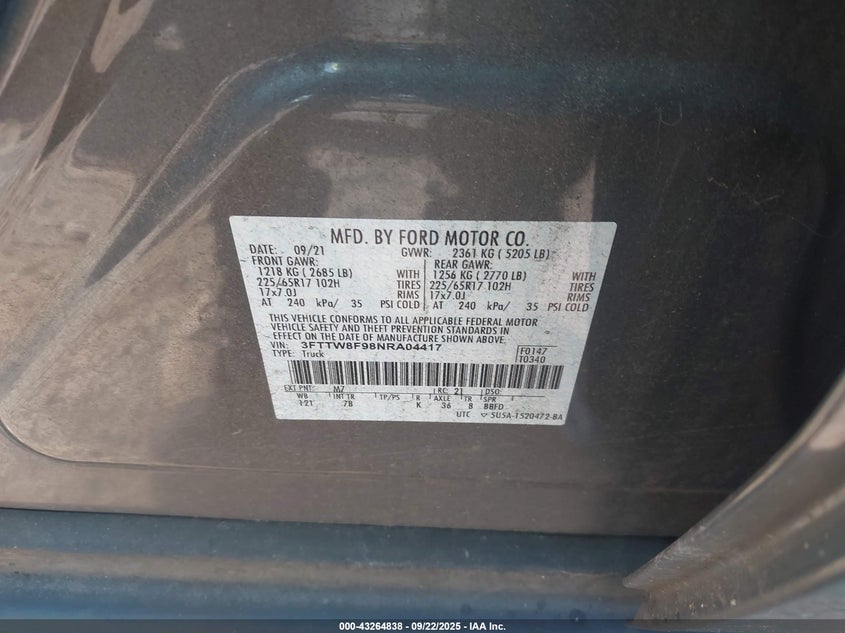 MFD. BY FORD MOTOR CO.
DATE: 09/21 GVWR: 2361 KG ( 5205 LB)
FRONT GAWR: REAR GAWR:
1218 KG ( 2685 LB) WITH 1256 KG ( 2770 LB) WITH
225/65R17 102H TIRES 225/65R17 102H TIRES
17x7.0J RIMS 17x7.0J RIMS
AT 240 kPa/ 35 PSI COLD AT 240 kPa/ 35 PSI COLD
THIS VEHICLE CONFORMS TO ALL APPLICABLE FEDERAL MOTOR
VEHICLE SAFETY AND THEFT PREVENTION STANDARDS IN
EFFECT ON THE DATE OF MANUFACTURE SHOWN ABOVE.
VIN: 3FTTW8F98NRA04417
TYPE: Truck
F0147
T0340
EXT PNT: M7 RC: 21 DSO:
WB INT TR TP/PS R AXLE TR SPR
121 7B K 36 8 BBFD
UTC 5U5A-1520472-BA
000-43264838 - 09/22/2025 - IAA Inc.